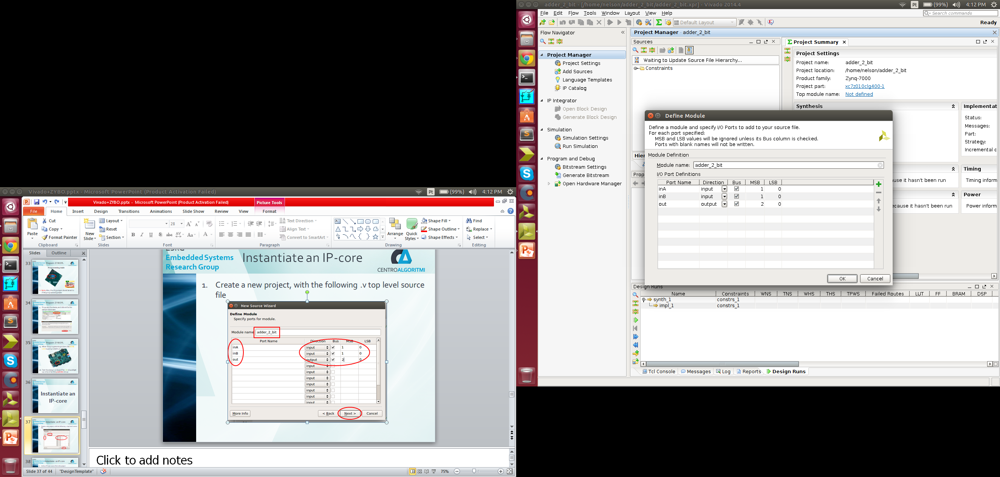 adder_2_bit - [/home/nelson/adder_2_bit/adder_2_bit.xpr] - Vivado 2014.4
Pt (99%) 4:12 PM
File Edit Flow Tools Window Layout View Help
Search commands
Default Layout
Ready
Flow Navigator
Project Manager
Project Settings
Add Sources
Language Templates
IP Catalog
IP Integrator
Open Block Design
Generate Block Design
Simulation
Simulation Settings
Run Simulation
Program and Debug
Bitstream Settings
Generate Bitstream
Open Hardware Manager
Project Manager - adder_2_bit
Sources
Waiting to Update Source File Hierarchy...
Constraints
Hier
Prop
Project Summary
Project Settings
Project name: adder_2_bit
Project location: /home/nelson/adder_2_bit
Product family: Zynq-7000
Project part: xc7z010clg400-1
Top module name: Not defined
Synthesis
Implementat
Status:
Messages:
Part:
Strategy:
Incremental c
Timing
use it hasn't been run
Timing inform
Power
ecause it hasn't been run
Power inform
Define Module
Define a module and specify I/O Ports to add to your source file.
For each port specified:
MSB and LSB values will be ignored unless its Bus column is checked.
Ports with blank names will not be written.
Module Definition
Module name: adder_2_bit
I/O Port Definitions
Port Name Direction Bus MSB LSB
inA input 1 0
inB input 1 0
out output 2 0
OK Cancel
Design Runs
Name Constraints WNS TNS WHS THS TPWS Failed Routes LUT FF BRAM DSP
synth_1 constrs_1
impl_1 constrs_1
Tcl Console Messages Log Reports Design Runs
Vivado+ZYBO.pptx - Microsoft PowerPoint (Product Activation Failed)
Pt (99%) 4:12 PM
Vivado+ZYBO.pptx - Microsoft PowerPoint (Product Activation Failed)
Picture Tools
File Home Insert Design Transitions Animations Slide Show Review View Format
Paste
Cut
Copy
Format Painter
Clipboard
New Slide
Layout
Reset
Section
Slides
28
Font
Text Direction
Align Text
Convert to SmartArt
Paragraph
Arrange
Quick Styles
Shape Fill
Shape Outline
Shape Effects
Drawing
Find
Replace
Select
Editing
Slides Outline
33
Program ZYBO PL
Programming mode
34
Program ZYBO PL
35
Program ZYBO PL
36
Instantiate an
IP-core
37
Instantiate an IP-core
38
Instantiate an IP-core
Embedded Systems
Research Group
Instantiate an IP-core
CENTROALGORITMI
1. Create a new project, with the following .v top level source
file
New Source Wizard
Define Module
Specify ports for module.
Module name adder_2_bit
Port Name Direction Bus MSB LSB
inA input 1 0
inB input 1 0
out output 2 0
input
input
input
input
input
input
input
More Info < Back Next > Cancel
Click to add notes
Slide 37 of 44 "DesignTemplate" 75%